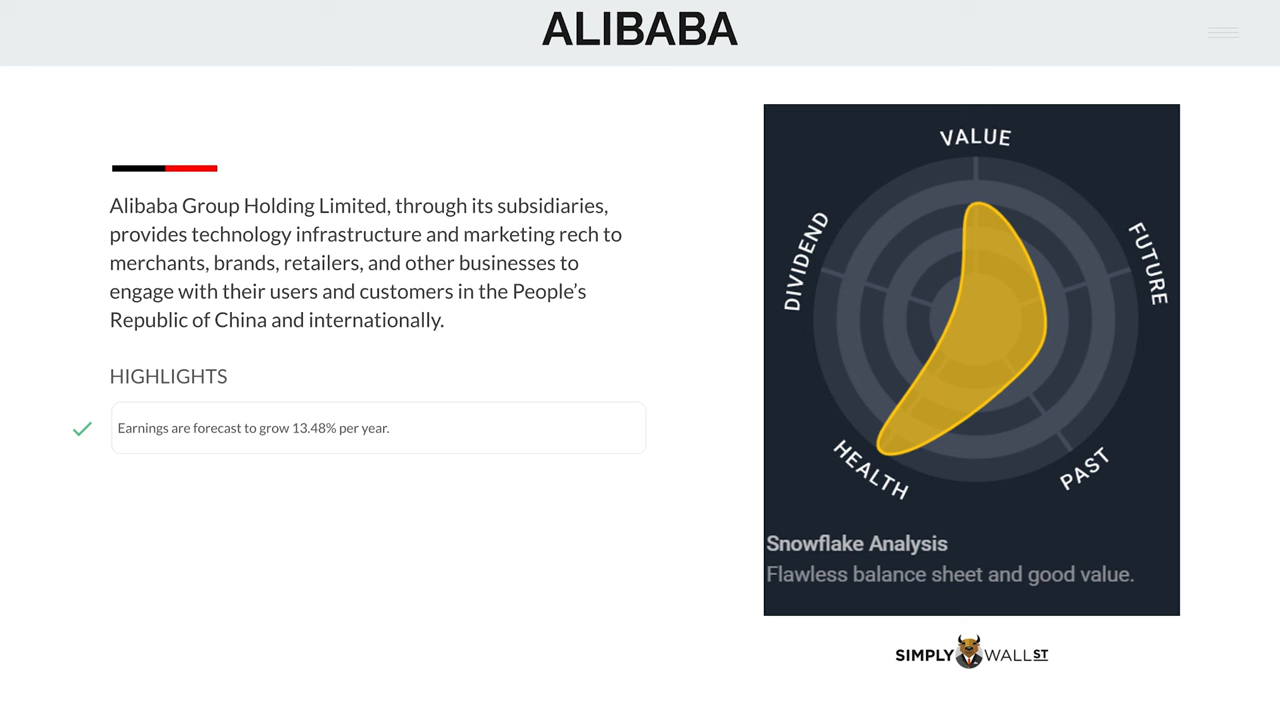 ALIBABA
Alibaba Group Holding Limited, through its subsidiaries,
provides technology infrastructure and marketing rech to
merchants, brands, retailers, and other businesses to
engage with their users and customers in the People’s
Republic of China and internationally.
HIGHLIGHTS
Earnings are forecast to grow 13.48% per year.
VALUE
FUTURE
PAST
HEALTH
DIVIDEND
Snowflake Analysis
Flawless balance sheet and good value.
SIMPLY WALL ST